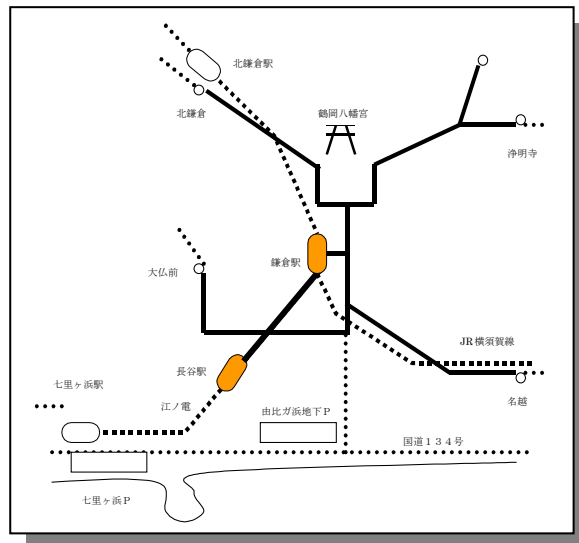 北鎌倉駅
北鎌倉
鶴岡八幡宮
浄明寺
鎌倉駅
大仏前
JR横須賀線
長谷駅
七里ヶ浜駅
名越
江ノ電
由比ガ浜地下P
国道134号
七里ヶ浜P